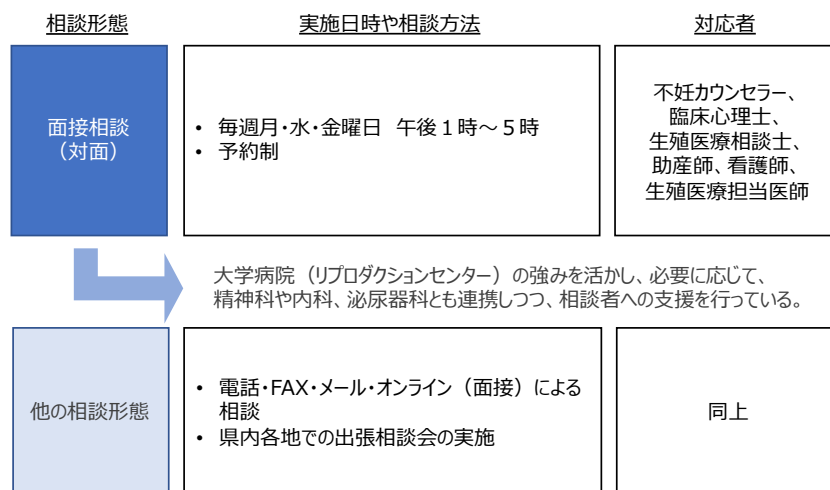 相談形態
実施日時や相談方法
対応者
面接相談
（対面）
• 毎週月・水・金曜日 午後１時～５時
• 予約制
不妊カウンセラー、
臨床心理士、
生殖医療相談士、
助産師、看護師、
生殖医療担当医師
大学病院（リプロダクションセンター）の強みを活かし、必要に応じて、
精神科や内科、泌尿器科とも連携しつつ、相談者への支援を行っている。
他の相談形態
• 電話・FAX・メール・オンライン（面接）による
相談
• 県内各地での出張相談会の実施
同上